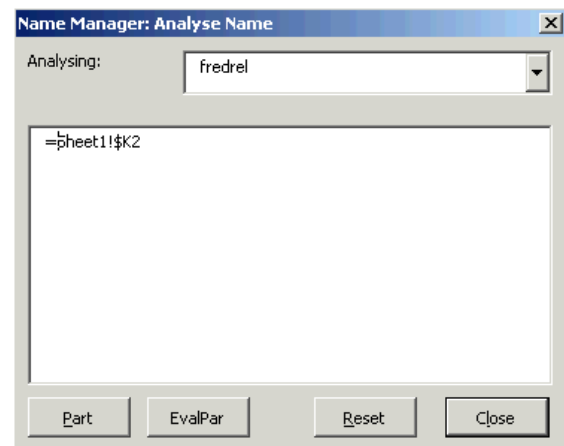 Name Manager: Analyse Name
Analysing:
fredrel
=Sheet1!$K2
Part
EvalPar
Reset
Close